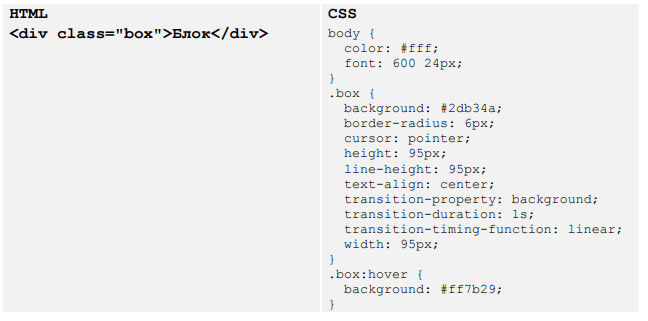 HTML
<div class="box">Блок</div>
CSS
body {
  color: #fff;
  font: 600 24px;
}
.box {
  background: #2db34a;
  border-radius: 6px;
  cursor: pointer;
  height: 95px;
  line-height: 95px;
  text-align: center;
  transition-property: background;
  transition-duration: 1s;
  transition-timing-function: linear;
  width: 95px;
}
.box:hover {
  background: #ff7b29;
}